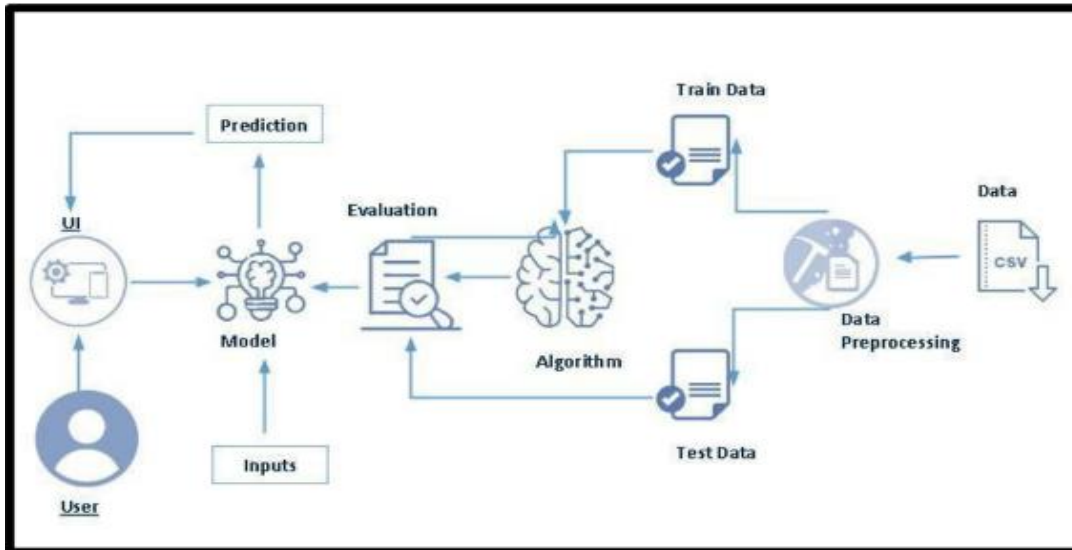 Train Data
Prediction
Data
Evaluation
UI
CSV
Model
Algorithm
Data
Preprocessing
Inputs
Test Data
User